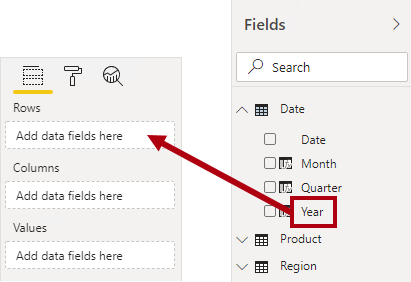 Rows
Add data fields here
Columns
Add data fields here
Values
Add data fields here
Fields
Search
Date
Date
Month
Quarter
Year
Product
Region